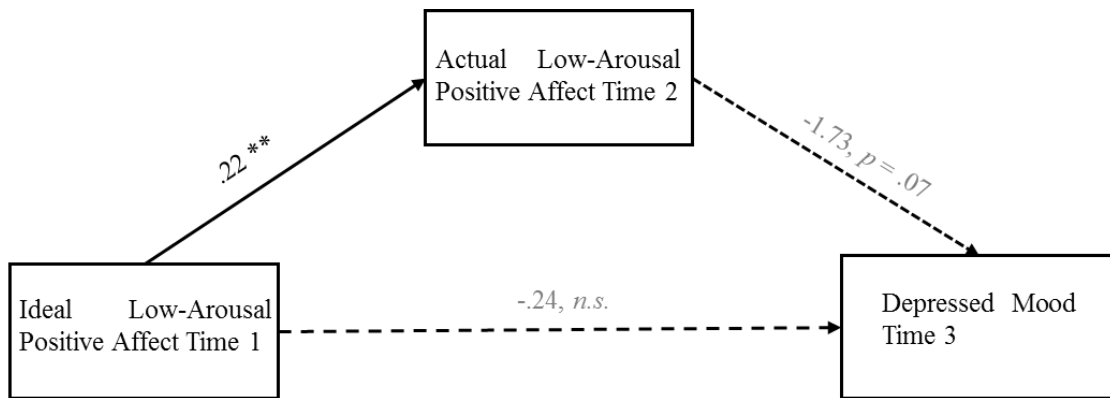 Actual Low-Arousal
Positive Affect Time 2
.22 **
-1.73, p = .07
Ideal Low-Arousal
Positive Affect Time 1
-.24, n.s.
Depressed Mood
Time 3